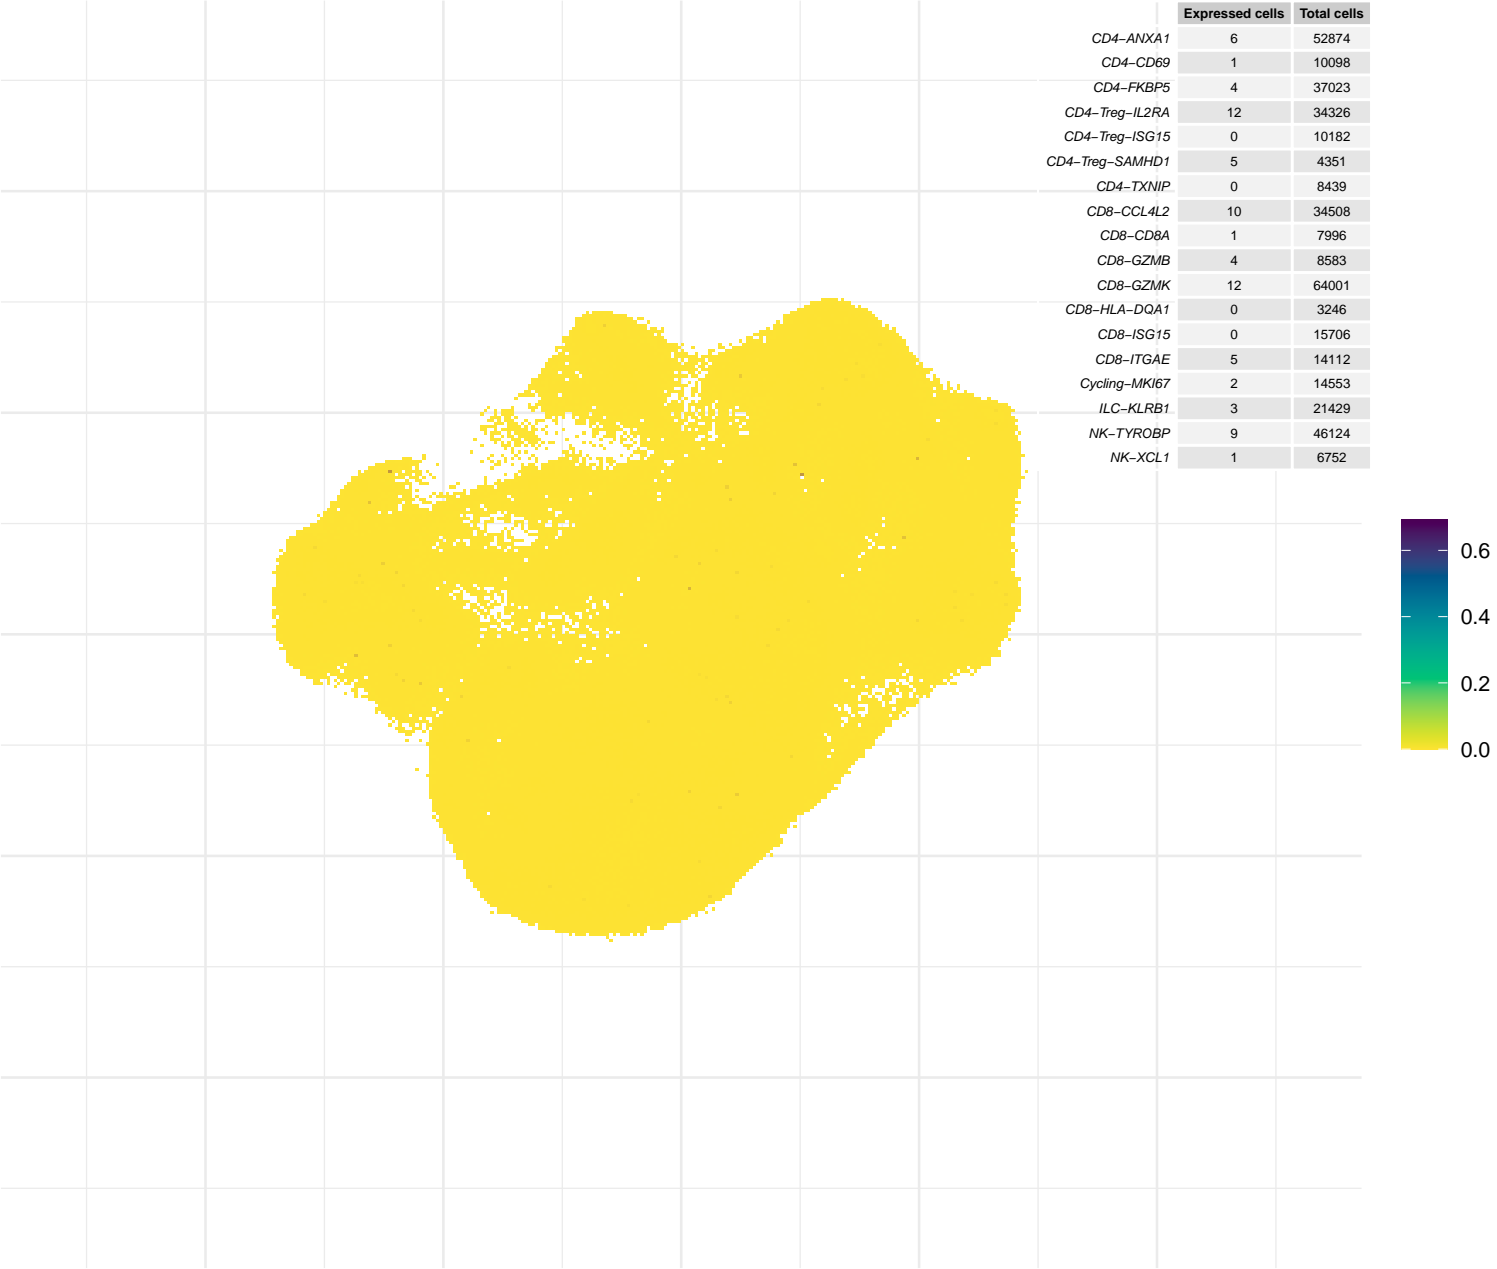 Expressed cells Total cells
CD4−ANXA1 6 52874
CD4−CD69 1 10098
CD4−FKBP5 4 37023
CD4−Treg−IL2RA 12 34326
CD4−Treg−ISG15 0 10182
CD4−Treg−SAMHD1 5 4351
CD4−TXNIP 0 8439
CD8−CCL4L2 10 34508
CD8−CD8A 1 7996
CD8−GZMB 4 8583
CD8−GZMK 12 64001
CD8−HLA−DQA1 0 3246
CD8−ISG15 0 15706
CD8−ITGAE 5 14112
Cycling−MKI67 2 14553
ILC−KLRB1 3 21429
NK−TYROBP 9 46124
NK−XCL1 1 6752
0.6
0.4
0.2
0.0